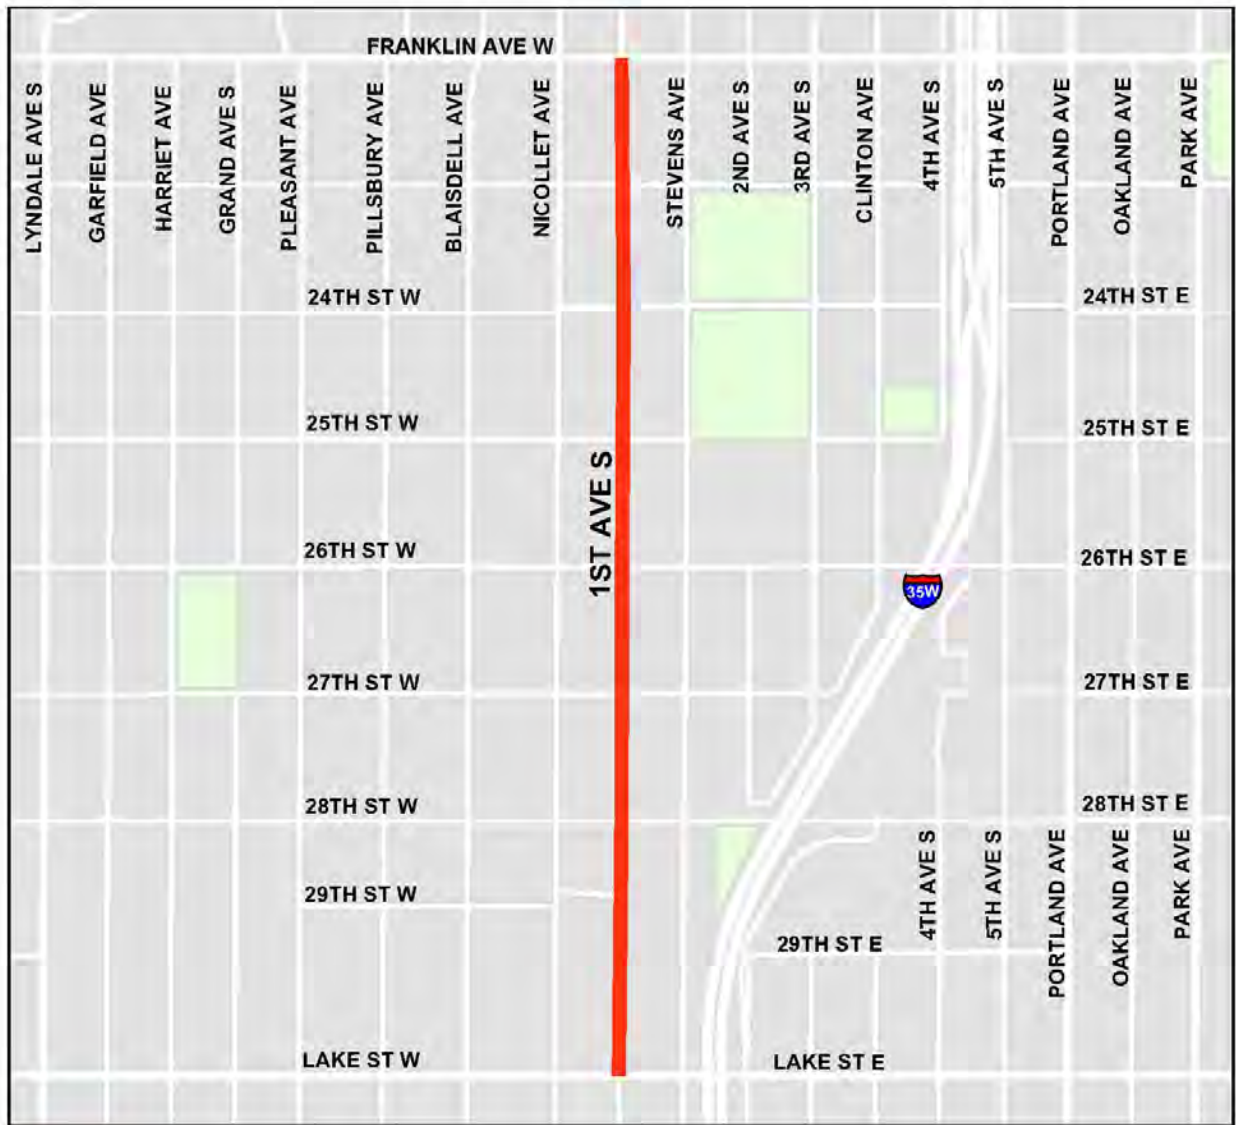 FRANKLIN AVE W
LYNDALE AVE S
GARFIELD AVE
HARRIET AVE
GRAND AVE S
PLEASANT AVE
PILLSBURY AVE
BLAISDELL AVE
NICOLLET AVE
STEVENS AVE
2ND AVE S
3RD AVE S
CLINTON AVE
4TH AVE S
5TH AVE S
PORTLAND AVE
OAKLAND AVE
PARK AVE
24TH ST W
24TH ST E
25TH ST W
25TH ST E
1ST AVE S
26TH ST W
26TH ST E
35W
27TH ST W
27TH ST E
28TH ST W
28TH ST E
29TH ST W
4TH AVE S
5TH AVE S
PORTLAND AVE
OAKLAND AVE
PARK AVE
29TH ST E
LAKE ST W
LAKE ST E